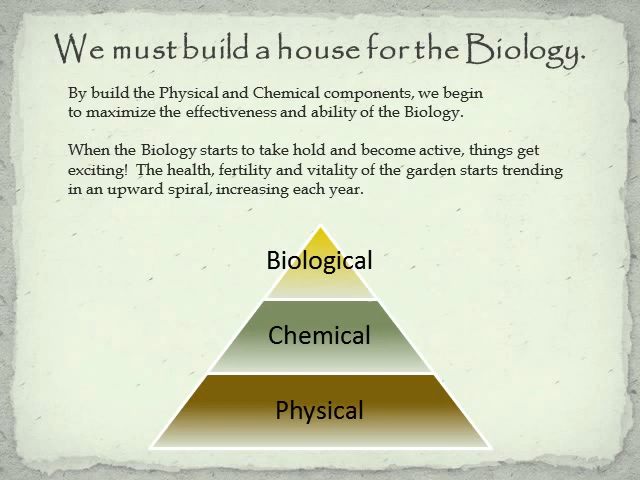 We must build a house for the Biology.
By build the Physical and Chemical components, we begin
to maximize the effectiveness and ability of the Biology.
When the Biology starts to take hold and become active, things get
exciting! The health, fertility and vitality of the garden starts trending
in an upward spiral, increasing each year.
Biological
Chemical
Physical